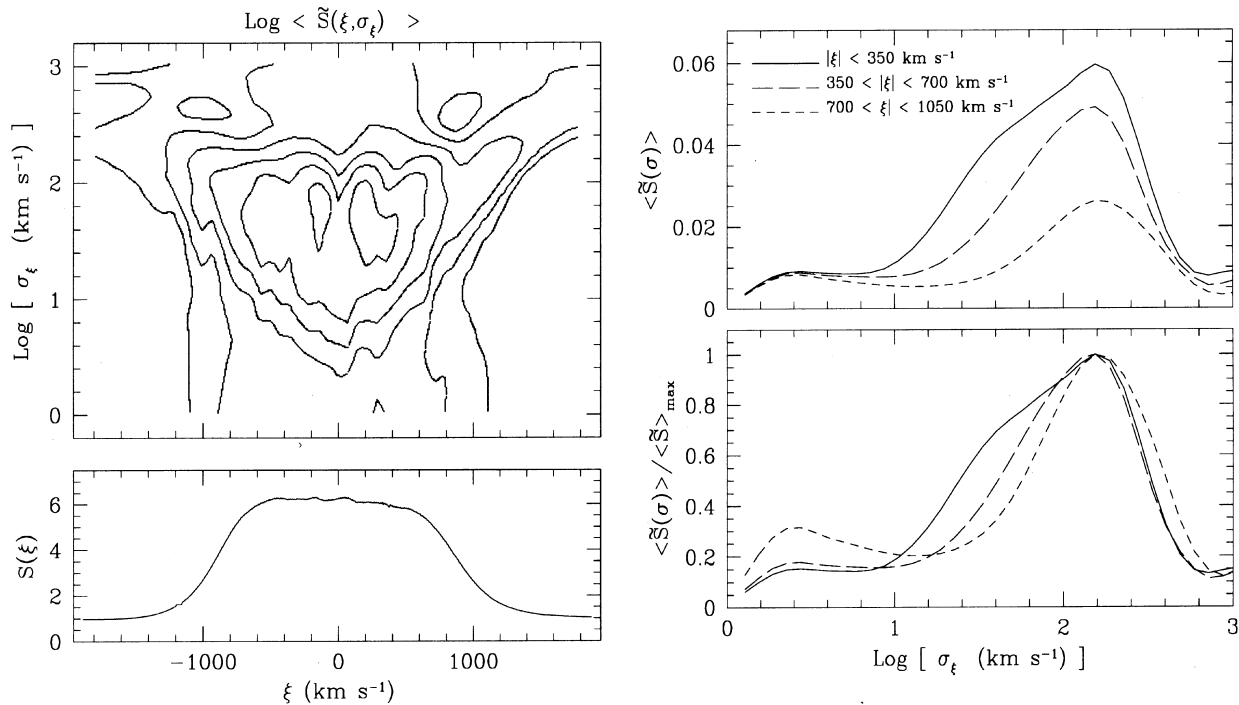 Log < S̃(ξ,σ_ξ) >
3
2
1
0
Log [ σ_ξ (km s⁻¹) ]
6
4
2
0
S(ξ)
−1000 0 1000
ξ (km s⁻¹)
|ξ| < 350 km s⁻¹
350 < |ξ| < 700 km s⁻¹
700 < ξ| < 1050 km s⁻¹
0.06
0.04
0.02
0
<S̃(σ)>
1
0.8
0.6
0.4
0.2
0
<S̃(σ)>/<S̃>max
0 1 2 3
Log [ σ_ξ (km s⁻¹) ]